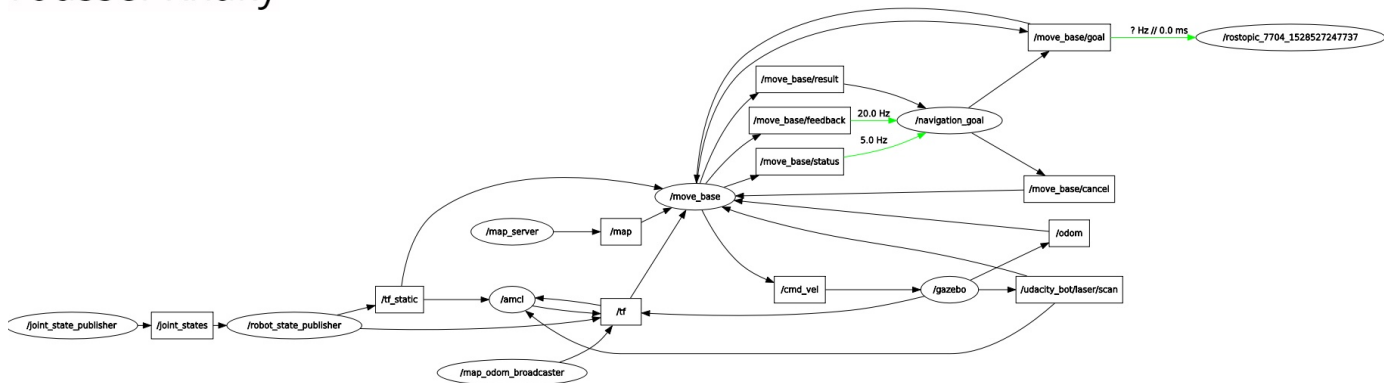 /move_base/goal
? Hz // 0.0 ms
/rostopic_7704_1528527247737
/move_base/result
/move_base/feedback
20.0 Hz
/navigation_goal
5.0 Hz
/move_base/status
/move_base/cancel
/move_base
/map_server
/map
/odom
/cmd_vel
/gazebo
/udacity_bot/laser/scan
/tf_static
/amcl
/tf
/joint_state_publisher
/joint_states
/robot_state_publisher
/map_odom_broadcaster